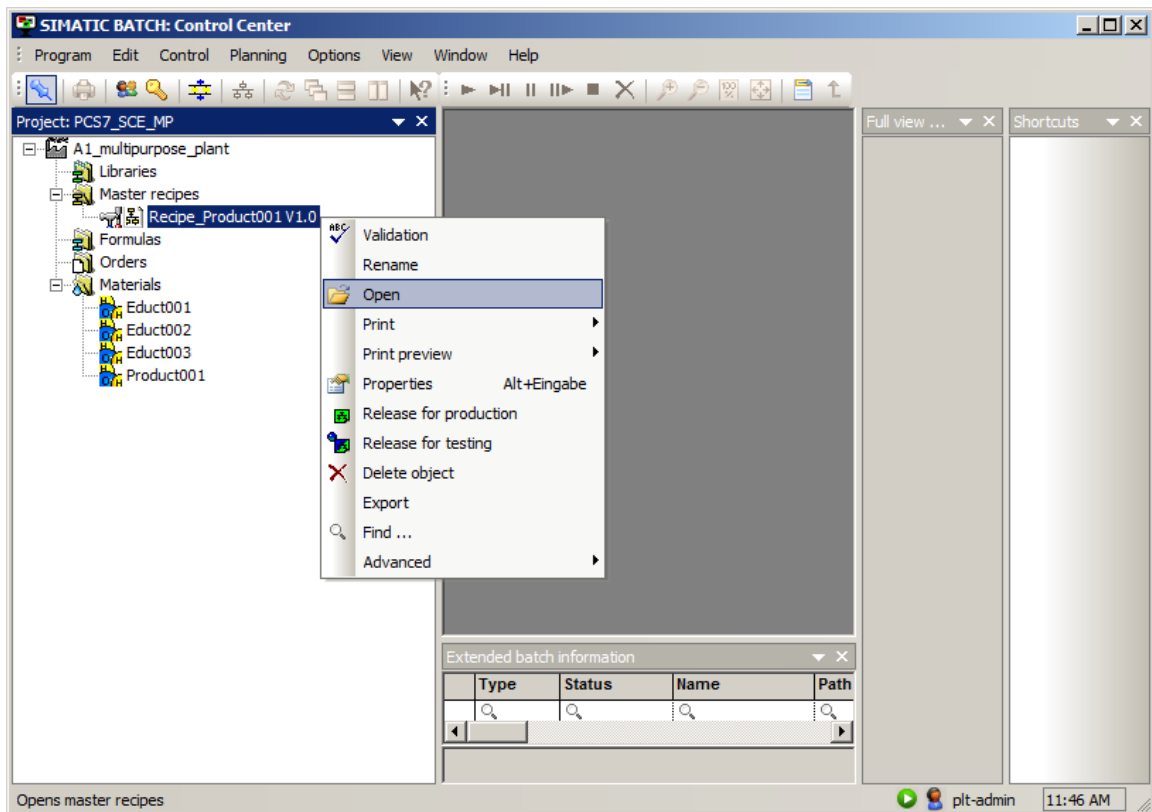 SIMATIC BATCH: Control Center
Program Edit Control Planning Options View Window Help
Project: PCS7_SCE_MP
Full view ...
Shortcuts
A1_multipurpose_plant
Libraries
Master recipes
Recipe_Product001 V1.0
Formulas
Orders
Materials
Educt001
Educt002
Educt003
Product001
ABC
Validation
Rename
Open
Print
Print preview
Properties Alt+Eingabe
Release for production
Release for testing
Delete object
Export
Find ...
Advanced
Extended batch information
Type Status Name Path
Opens master recipes
plt-admin
11:46 AM